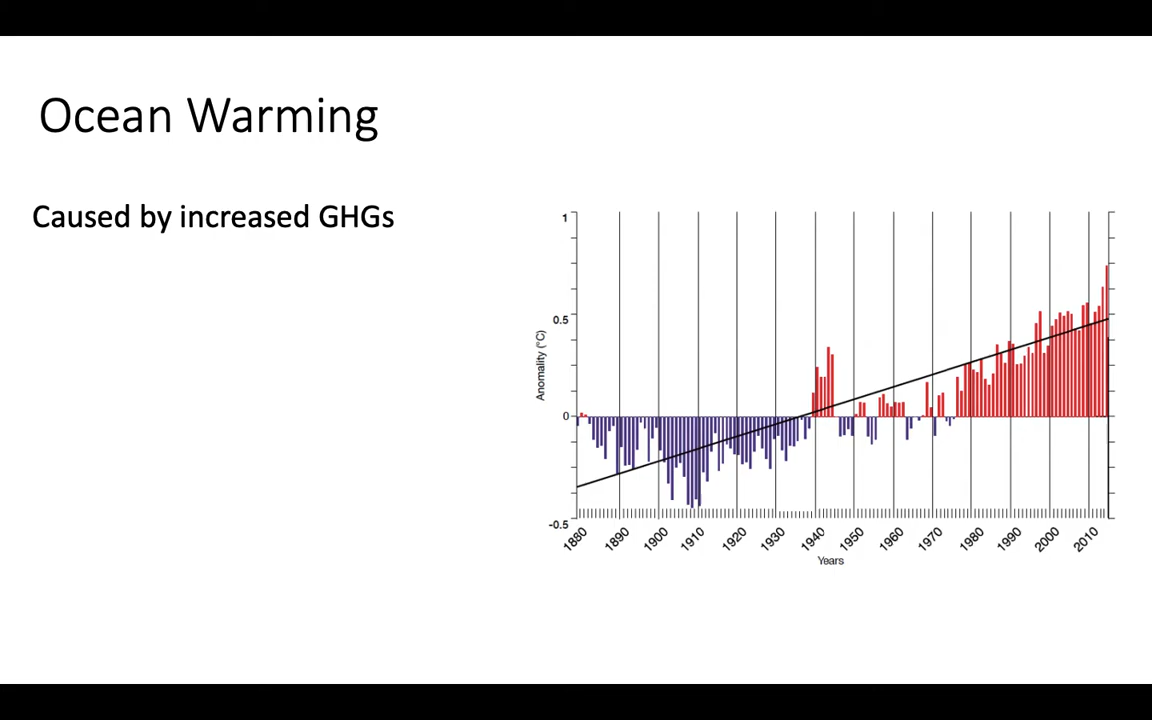 Ocean Warming
Caused by increased GHGs
1
0.5
0
-0.5
Anomality (°C)
1880 1890 1900 1910 1920 1930 1940 1950 1960 1970 1980 1990 2000 2010
Years